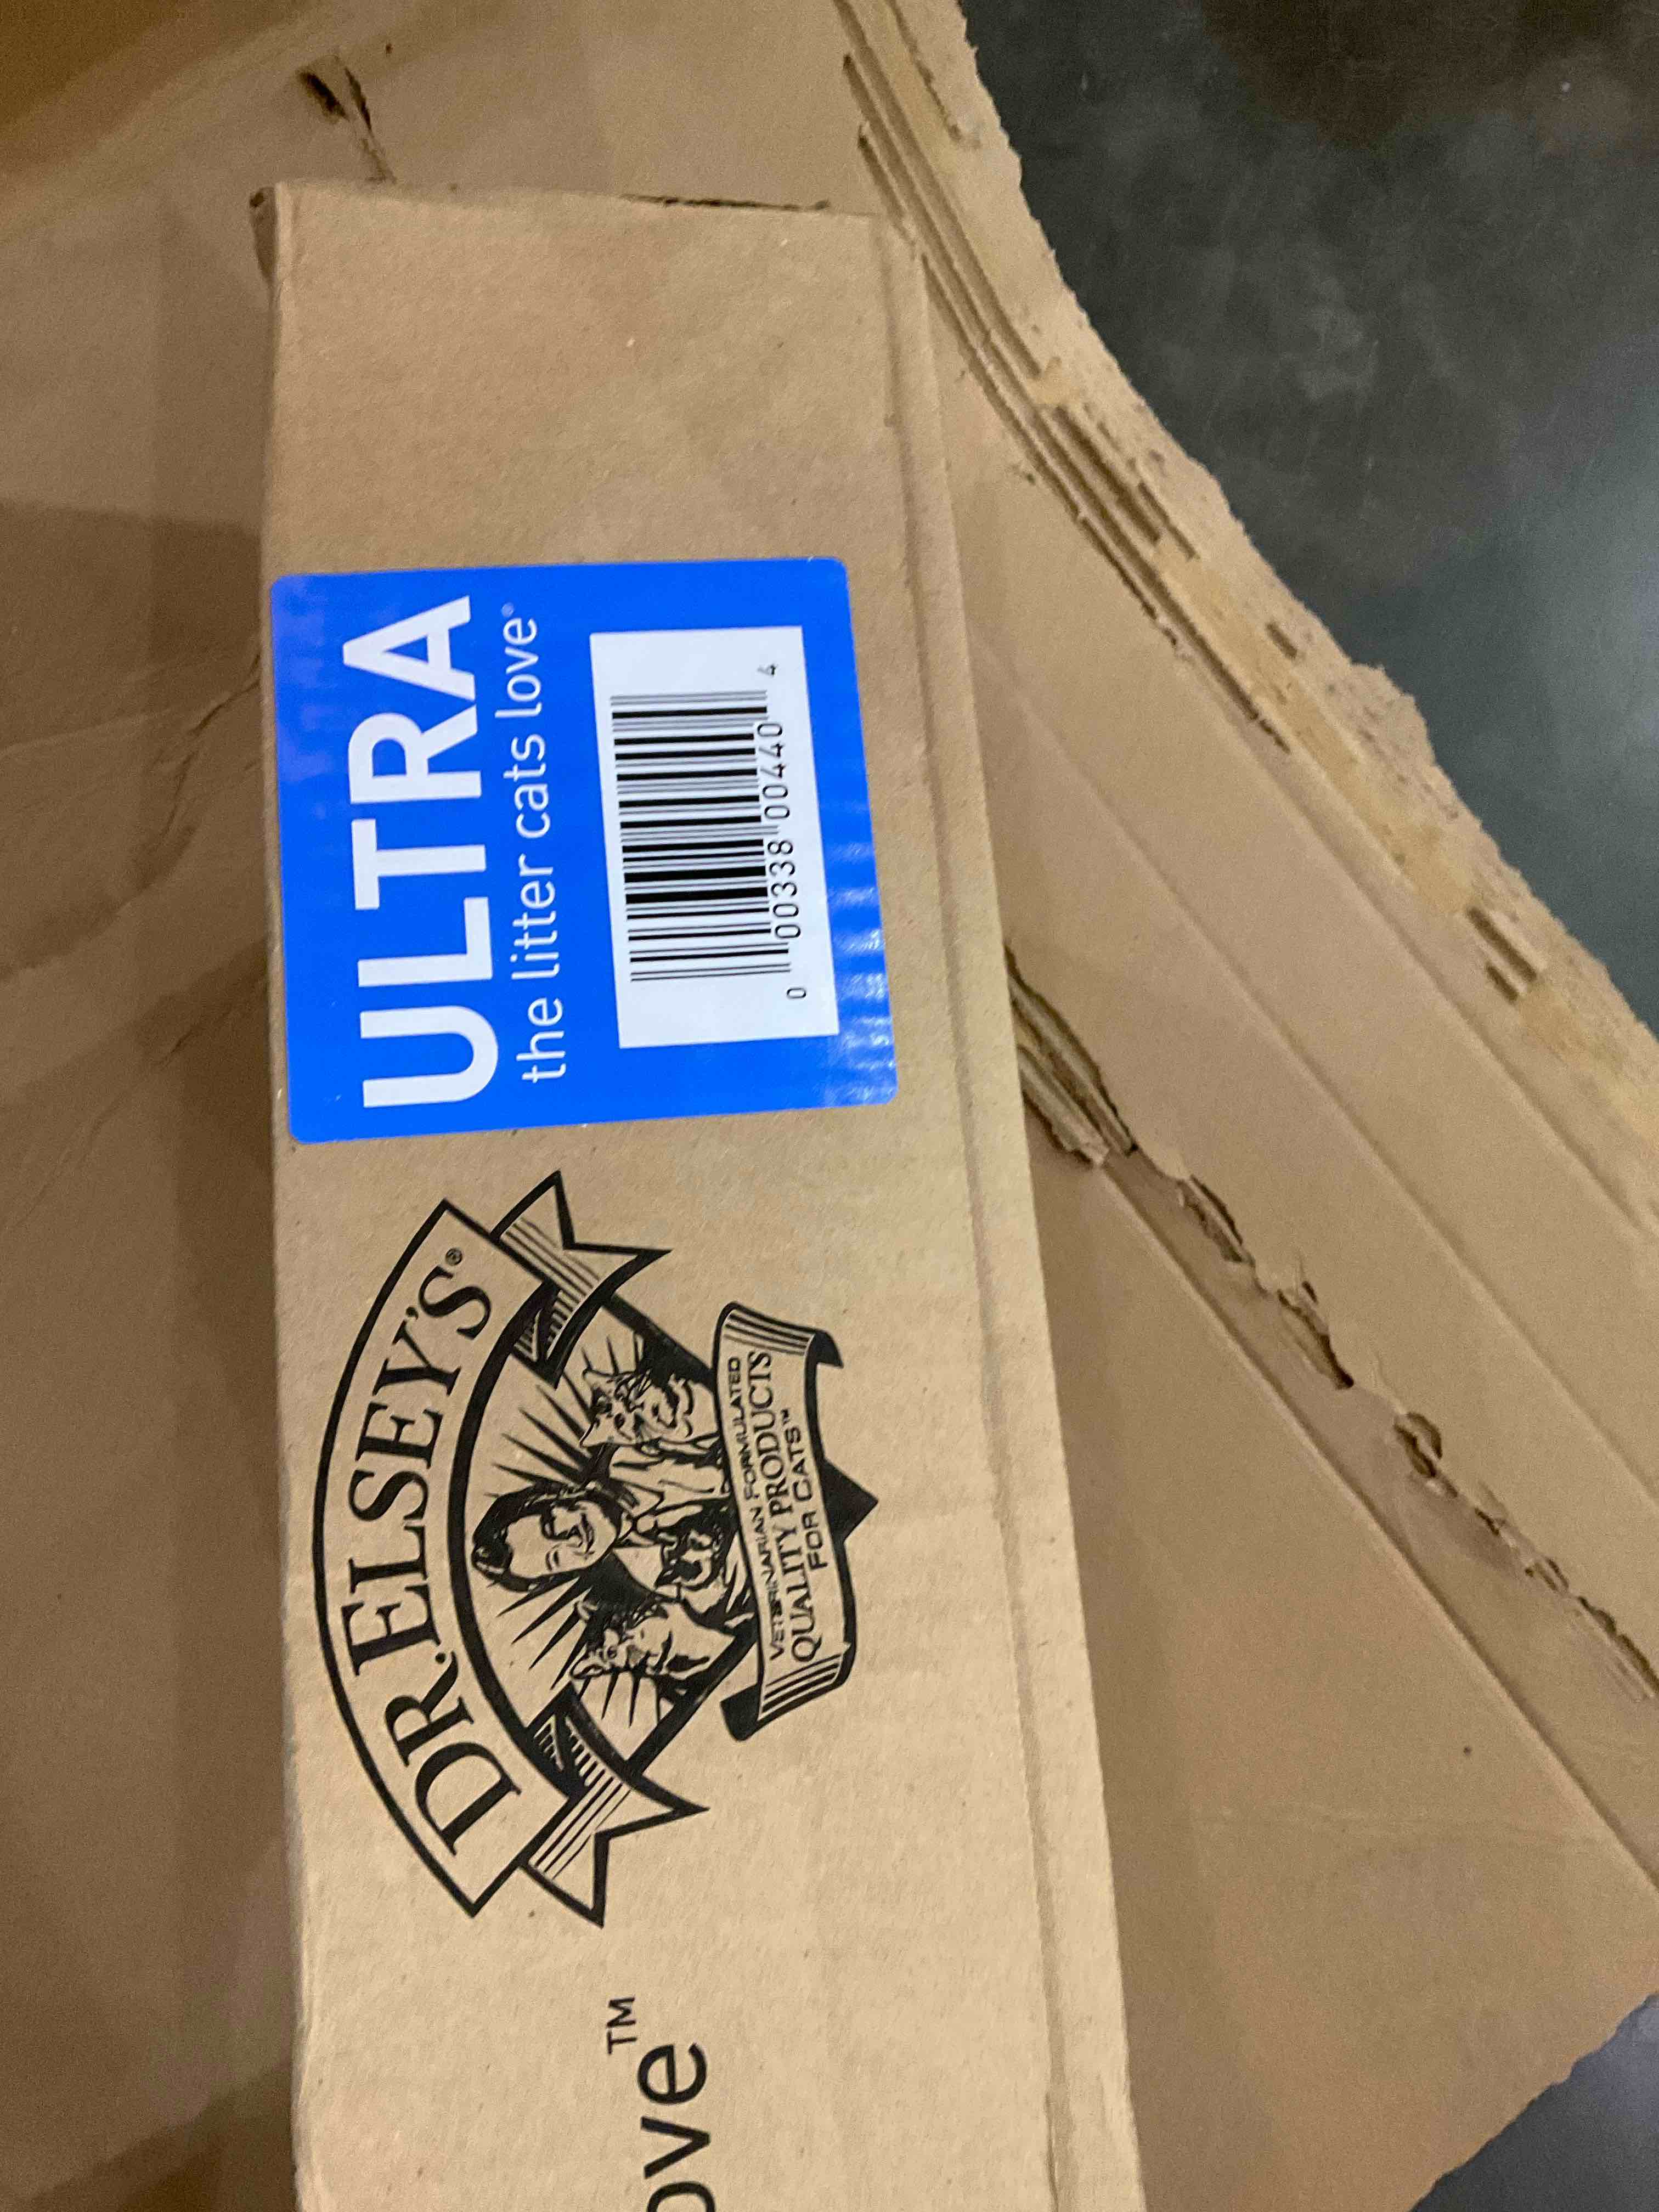 ULTRA
the litter cats love®
0 00338 00440 4
DR. ELSEY'S®
VETERINARIAN FORMULATED
QUALITY PRODUCTS
FOR CATS™
ove™